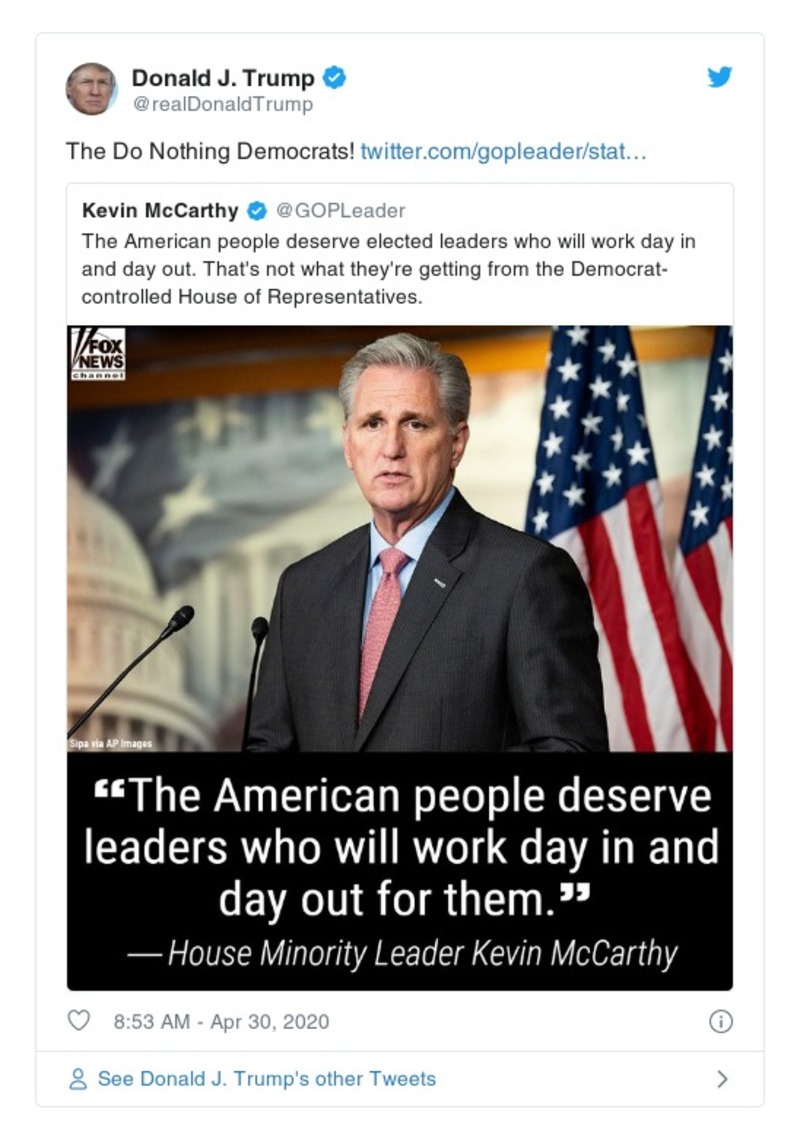 Donald J. Trump
@realDonaldTrump
The Do Nothing Democrats! twitter.com/gopleader/stat…
Kevin McCarthy @GOPLeader
The American people deserve elected leaders who will work day in
and day out. That's not what they're getting from the Democrat-
controlled House of Representatives.
FOX
NEWS
channel
Sipa via AP Images
❝The American people deserve
leaders who will work day in and
day out for them.❞
— House Minority Leader Kevin McCarthy
8:53 AM - Apr 30, 2020
See Donald J. Trump's other Tweets